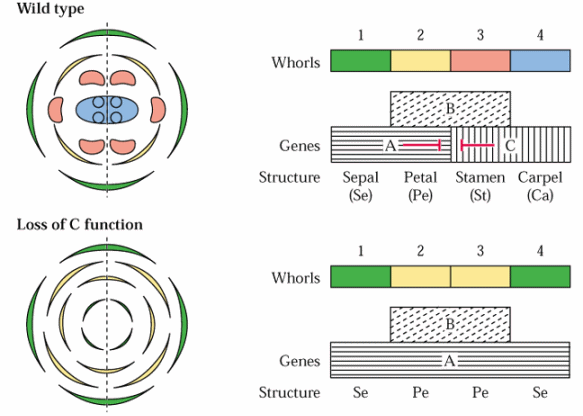 Wild type
1 2 3 4
Whorls
B
Genes A C
Structure Sepal Petal Stamen Carpel
(Se) (Pe) (St) (Ca)
Loss of C function
1 2 3 4
Whorls
B
Genes A
Structure Se Pe Pe Se